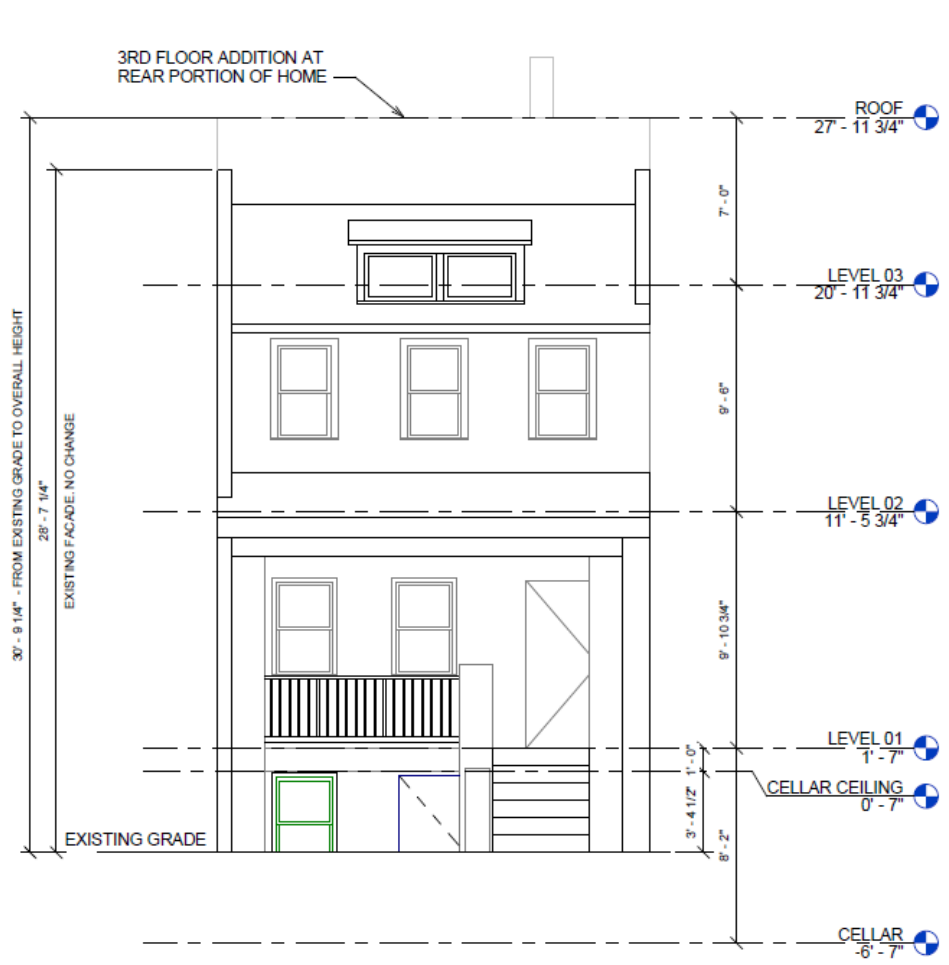 3RD FLOOR ADDITION AT
REAR PORTION OF HOME
ROOF
27' - 11 3/4"
7' - 0"
LEVEL 03
20' - 11 3/4"
30' - 9 1/4" - FROM EXISTING GRADE TO OVERALL HEIGHT
28' - 7 1/4"
EXISTING FACADE. NO CHANGE
9' - 6"
LEVEL 02
11' - 5 3/4"
9' - 10 3/4"
LEVEL 01
1' - 7"
1' - 0"
CELLAR CEILING
0' - 7"
3' - 4 1/2"
EXISTING GRADE
8' - 2"
CELLAR
-6' - 7"